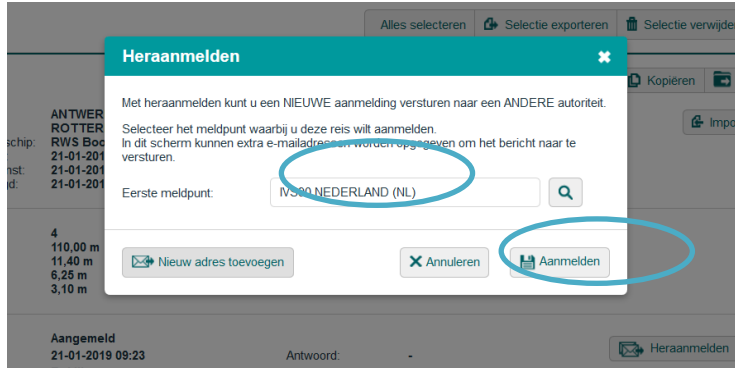 Alles selecteren Selectie exporteren Selectie verwijde
Heraanmelden
Kopiëren
Met heraanmelden kunt u een NIEUWE aanmelding versturen naar een ANDERE autoriteit.
Selecteer het meldpunt waarbij u deze reis wilt aanmelden.
In dit scherm kunnen extra e-mailadressen worden opgegeven om het bericht naar te
versturen.
Eerste meldpunt: IVS90 NEDERLAND (NL)
Nieuw adres toevoegen Annuleren Aanmelden
ANTWER
ROTTER Impo
schip: RWS Boo
21-01-201
nst: 21-01-201
d: 21-01-201
4
110,00 m
11,40 m
6,25 m
3,10 m
Aangemeld
21-01-2019 09:23 Antwoord: - Heraanmelden